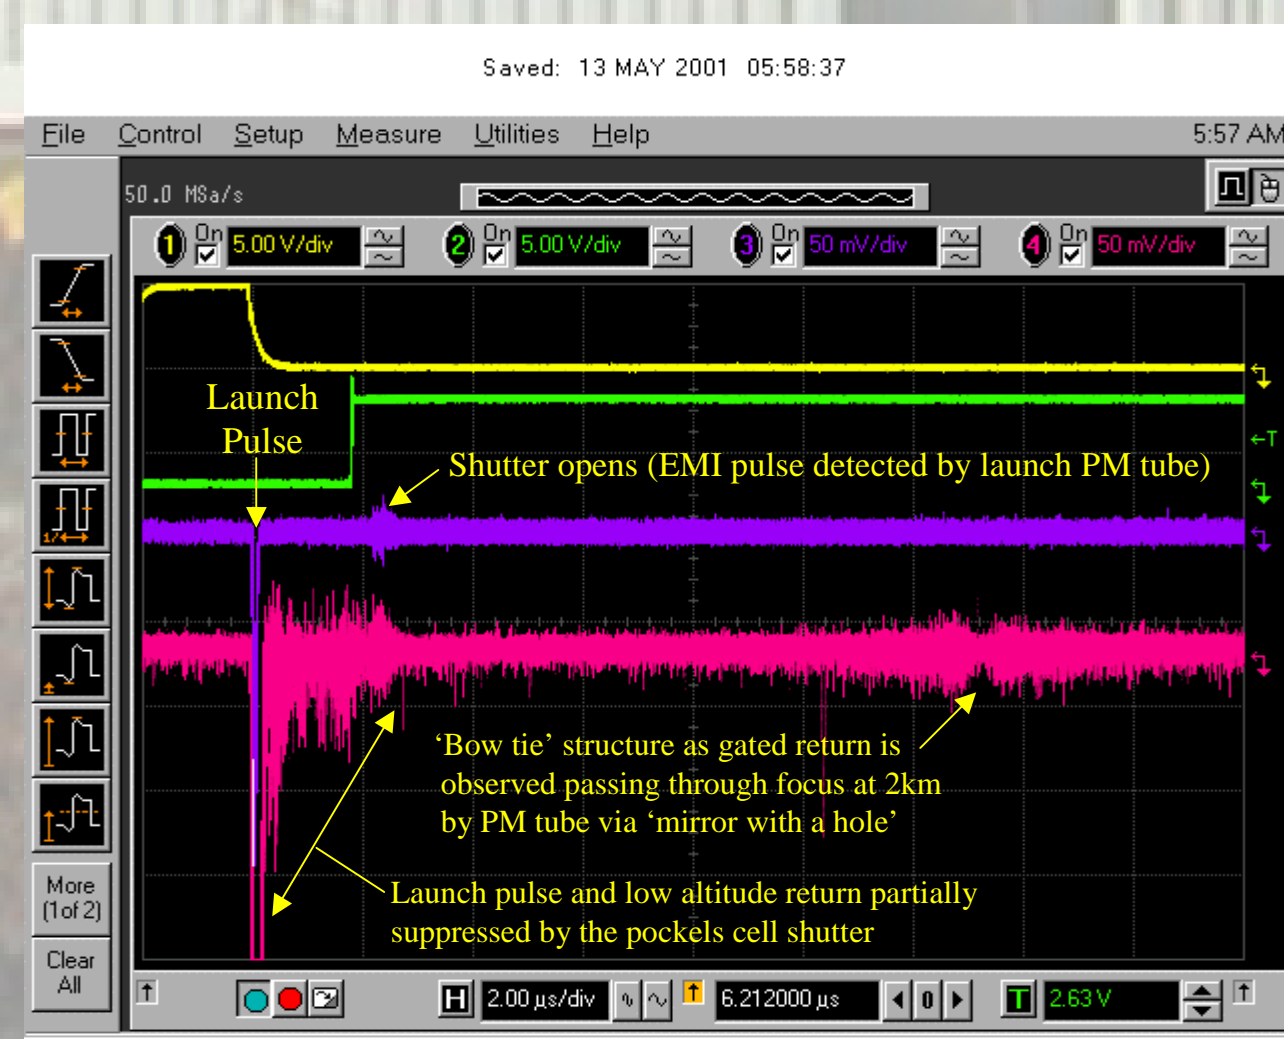 Saved: 13 MAY 2001 05:58:37
File Control Setup Measure Utilities Help 5:57 AM
50.0 MSa/s
1 On 5.00 V/div 2 On 5.00 V/div 3 On 50 mV/div 4 On 50 mV/div
Launch
Pulse
Shutter opens (EMI pulse detected by launch PM tube)
←T
1/4
‘Bow tie’ structure as gated return is
observed passing through focus at 2km
by PM tube via ‘mirror with a hole’
More
(1of 2)
Launch pulse and low altitude return partially
suppressed by the pockels cell shutter
Clear
All
H 2.00 µs/div 6.212000 µs 0 T 2.63 V